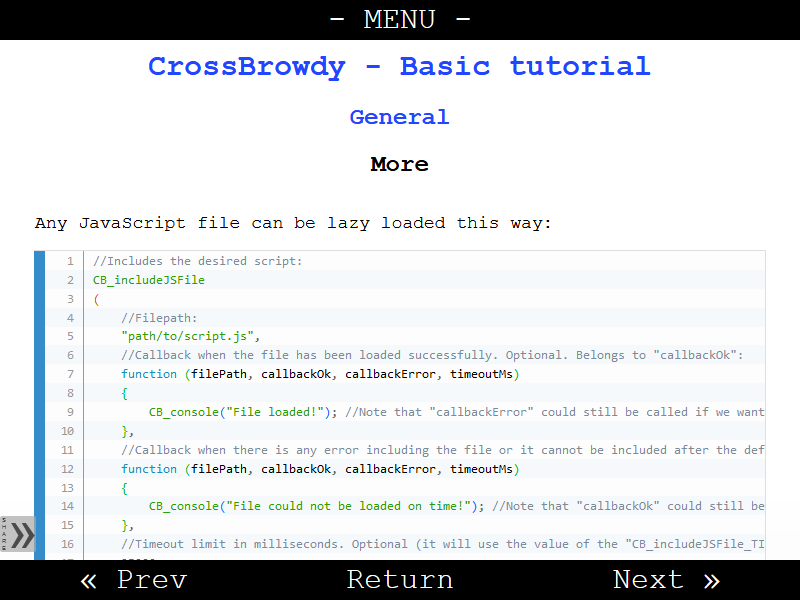 - MENU -
CrossBrowdy - Basic tutorial
General
More
Any JavaScript file can be lazy loaded this way:
1 //Includes the desired script:
2 CB_includeJSFile
3 (
4 //Filepath:
5 "path/to/script.js",
6 //Callback when the file has been loaded successfully. Optional. Belongs to "callbackOk":
7 function (filePath, callbackOk, callbackError, timeoutMs)
8 {
9 CB_console("File loaded!"); //Note that "callbackError" could still be called if we want
10 },
11 //Callback when there is any error including the file or it cannot be included after the def
12 function (filePath, callbackOk, callbackError, timeoutMs)
13 {
14 CB_console("File could not be loaded on time!"); //Note that "callbackOk" could still be
15 },
16 //Timeout limit in milliseconds. Optional (it will use the value of the "CB_includeJSFile_TI
SHARE »
« Prev Return Next »